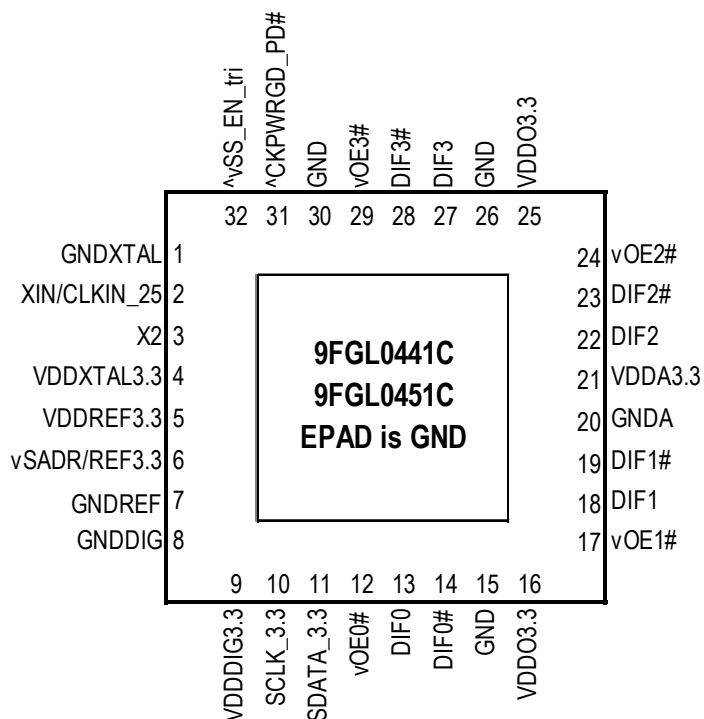 ^vSS_EN_tri
^CKPWRGD_PD#
GND
vOE3#
DIF3#
DIF3
GND
VDDO3.3
32 31 30 29 28 27 26 25
GNDXTAL 1
XIN/CLKIN_25 2
X2 3
VDDXTAL3.3 4
VDDREF3.3 5
vSADR/REF3.3 6
GNDREF 7
GNDDIG 8
9FGL0441C
9FGL0451C
EPAD is GND
24 vOE2#
23 DIF2#
22 DIF2
21 VDDA3.3
20 GNDA
19 DIF1#
18 DIF1
17 vOE1#
9 10 11 12 13 14 15 16
VDDDIG3.3
SCLK_3.3
SDATA_3.3
vOE0#
DIF0
DIF0#
GND
VDDO3.3